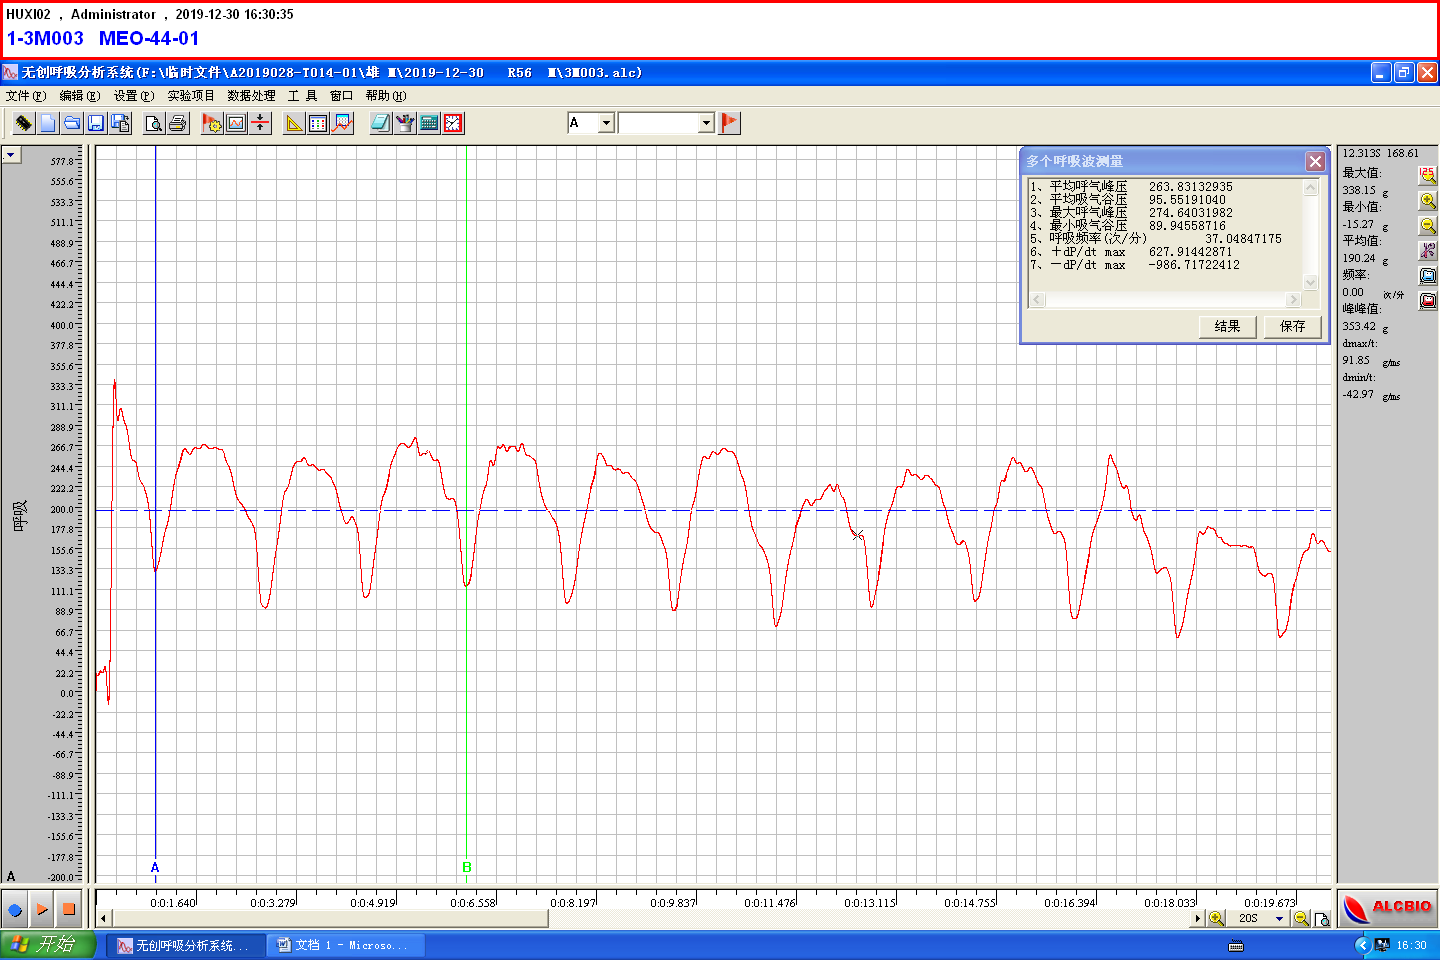 HUXI02 , Administrator , 2019-12-30 16:30:35
1-3M003 MEO-44-01
无创呼吸分析系统(F:\临时文件\A2019028-T014-01\雄 M\2019-12-30 R56 M\3M003.alc)
文件(F) 编辑(E) 设置(P) 实验项目 数据处理 工 具 窗口 帮助(H)
A
577.8
555.6
533.3
511.1
488.9
466.7
444.4
422.2
400.0
377.8
355.6
333.3
311.1
288.9
266.7
244.4
222.2
200.0
177.8
155.6
133.3
111.1
88.9
66.7
44.4
22.2
0.0
-22.2
-44.4
-66.7
-88.9
-111.1
-133.3
-155.6
-177.8
-200.0
呼吸
A
A
B
多个呼吸波测量
1、平均呼气峰压 263.83132935
2、平均吸气谷压 95.55191040
3、最大呼气峰压 274.64031982
4、最小吸气谷压 89.94558716
5、呼吸频率(次/分) 37.04847175
6、＋dP/dt max 627.91442871
7、－dP/dt max -986.71722412
结果 保存
12.313S 168.61
最大值:
338.15 g
最小值:
-15.27 g
平均值:
190.24 g
频率:
0.00 次/分
峰峰值:
353.42 g
dmax/t:
91.85 g/ms
dmin/t:
-42.97 g/ms
125
0:0:1.640 0:0:3.279 0:0:4.919 0:0:6.558 0:0:8.197 0:0:9.837 0:0:11.476 0:0:13.115 0:0:14.755 0:0:16.394 0:0:18.033 0:0:19.673
20S
ALCBIO
开始 无创呼吸分析系统... 文档 1 - Microso... 16:30